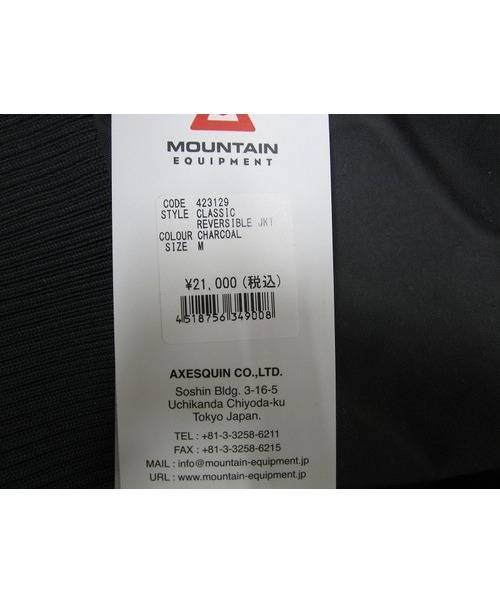 MOUNTAIN
EQUIPMENT
CODE 423129
STYLE CLASSIC
REVERSIBLE JKT
COLOUR CHARCOAL
SIZE M
¥21,000(税込)
4518756349008
AXESQUIN CO.,LTD.
Soshin Bldg. 3-16-5
Uchikanda Chiyoda-ku
Tokyo Japan.
TEL : +81-3-3258-6211
FAX : +81-3-3258-6215
MAIL : info@mountain-equipment.jp
URL : www.mountain-equipment.jp